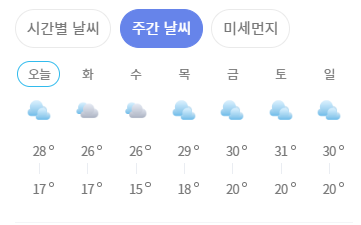 시간별 날씨 주간 날씨 미세먼지
오늘 화 수 목 금 토 일
28° 26° 26° 29° 30° 31° 30°
17° 17° 15° 18° 20° 20° 20°